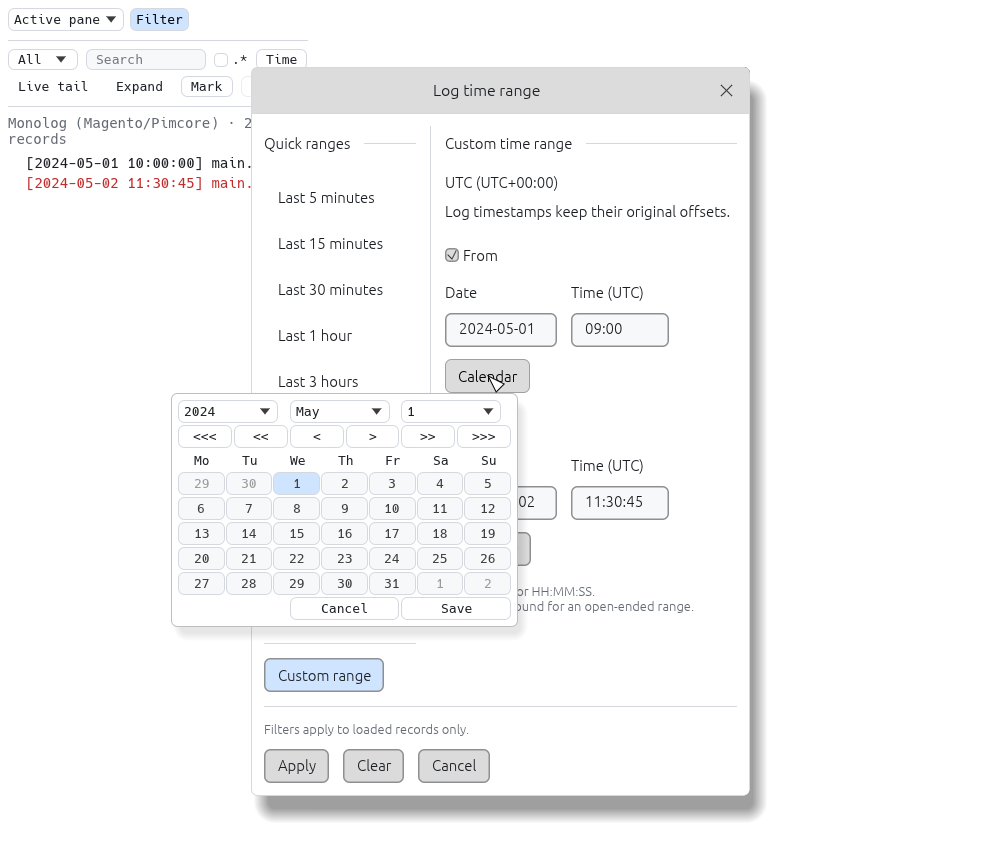 Active pane Filter
All Search .* Time
Live tail Expand Mark
Monolog (Magento/Pimcore) · 2
records
[2024-05-01 10:00:00] main.
[2024-05-02 11:30:45] main.
Log time range
Quick ranges
Last 5 minutes
Last 15 minutes
Last 30 minutes
Last 1 hour
Last 3 hours
Custom time range
UTC (UTC+00:00)
Log timestamps keep their original offsets.
From
Date Time (UTC)
2024-05-01 09:00
Calendar
Time (UTC)
02 11:30:45
or HH:MM:SS.
ound for an open-ended range.
2024 May 1
<<< << < > >> >>>
Mo Tu We Th Fr Sa Su
29 30 1 2 3 4 5
6 7 8 9 10 11 12
13 14 15 16 17 18 19
20 21 22 23 24 25 26
27 28 29 30 31 1 2
Cancel Save
Custom range
Filters apply to loaded records only.
Apply Clear Cancel